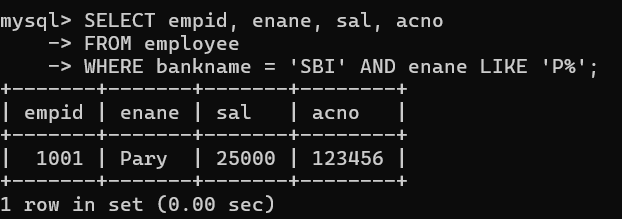 mysql> SELECT empid, enane, sal, acno
    -> FROM employee
    -> WHERE bankname = 'SBI' AND enane LIKE 'P%';
+-------+-------+-------+--------+
| empid | enane | sal   | acno   |
+-------+-------+-------+--------+
|  1001 | Pary  | 25000 | 123456 |
+-------+-------+-------+--------+
1 row in set (0.00 sec)